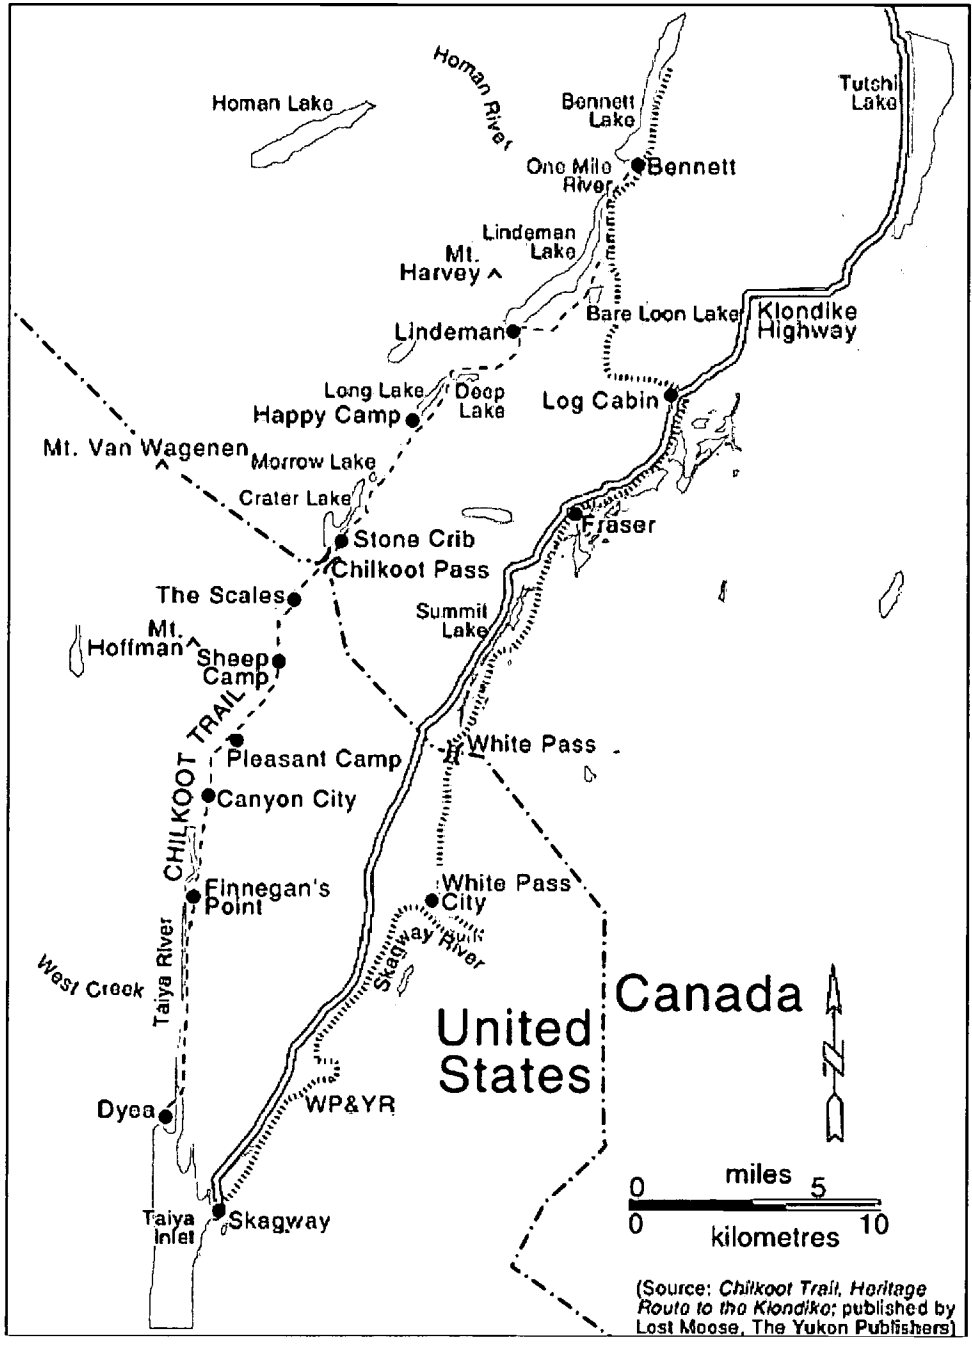 Homan Lake
Homan River
Bennett
Lake
Tutshi
Lake
One Mile
River
Bennett
Lindeman
Lake
Mt.
Harvey
Bare Loon Lake
Klondike
Highway
Lindeman
Long Lake
Deep
Lake
Happy Camp
Log Cabin
Mt. Van Wagenen
Morrow Lake
Crater Lake
Stone Crib
Fraser
Chilkoot Pass
The Scales
Summit
Lake
Mt.
Hoffman
Sheep
Camp
CHILKOOT TRAIL
Pleasant Camp
White Pass
Canyon City
Finnegan's
Point
White Pass
City
Skagway River
Taiya River
West Creek
Canada
United
States
N
Dyea
WP&YR
miles
0 5
0 10
kilometres
Taiya
Inlet
Skagway
(Source: Chilkoot Trail, Heritage
Route to the Klondike; published by
Lost Moose, The Yukon Publishers)